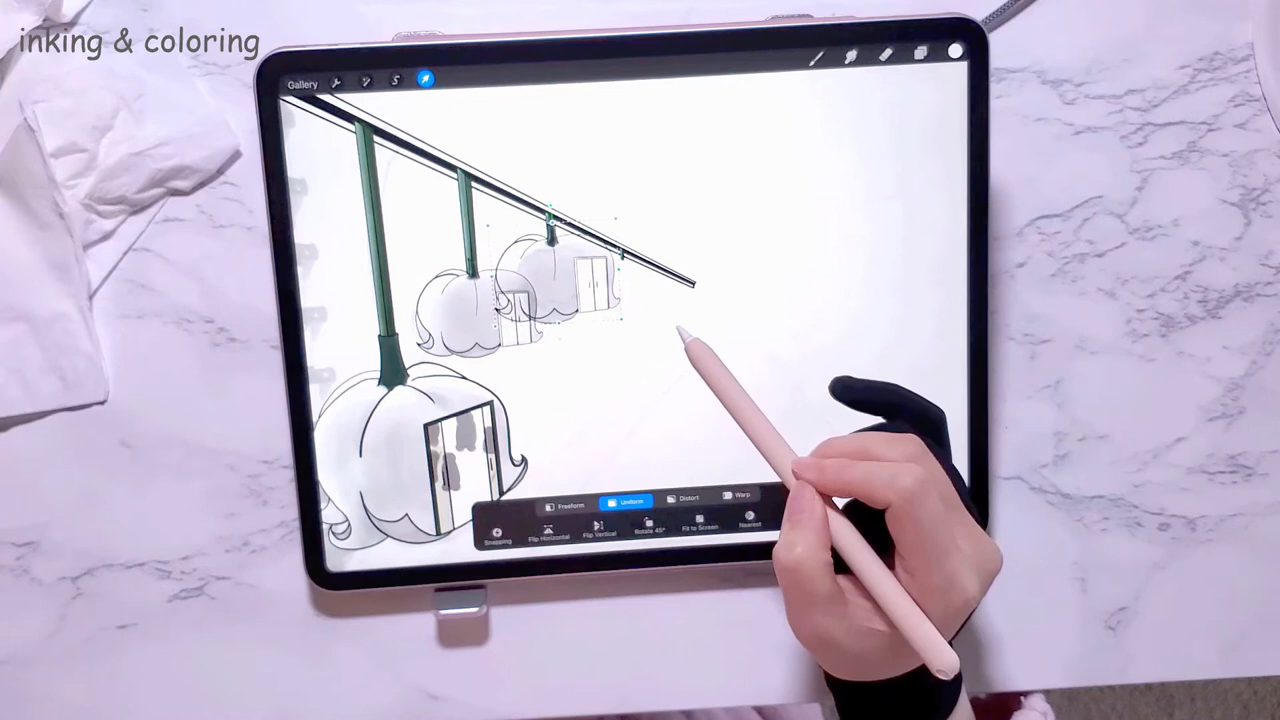 inking & coloring
Gallery
Freeform
Uniform
Distort
Warp
Snapping
Flip Horizontal
Flip Vertical
Rotate 45°
Fit to Screen
Nearest